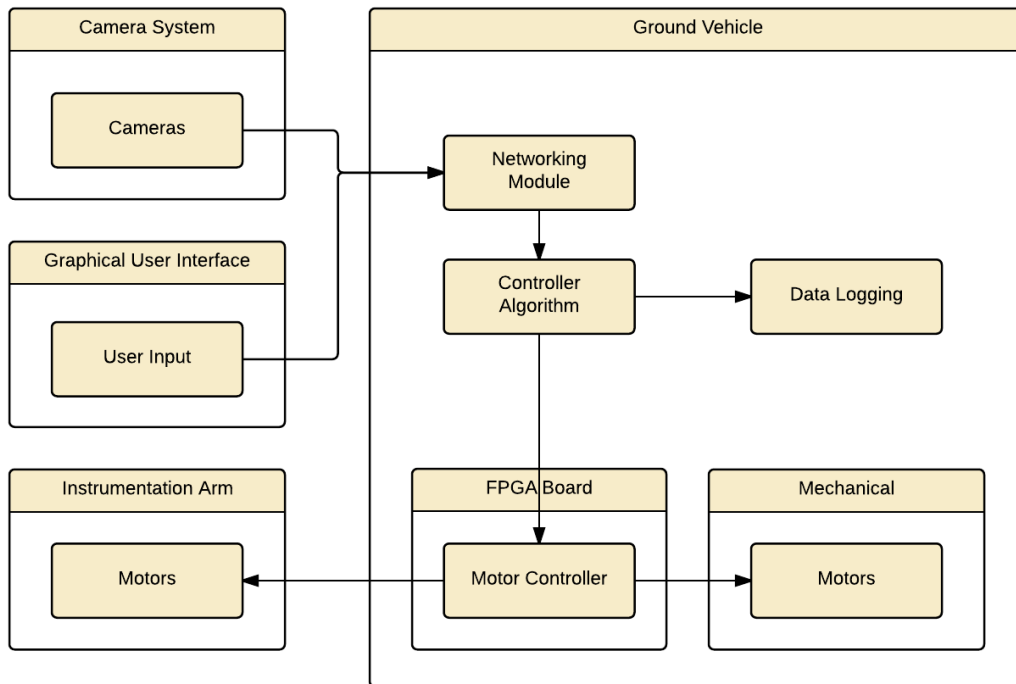 Camera System
Cameras
Graphical User Interface
User Input
Instrumentation Arm
Motors
Ground Vehicle
Networking
Module
Controller
Algorithm
Data Logging
FPGA Board
Motor Controller
Mechanical
Motors